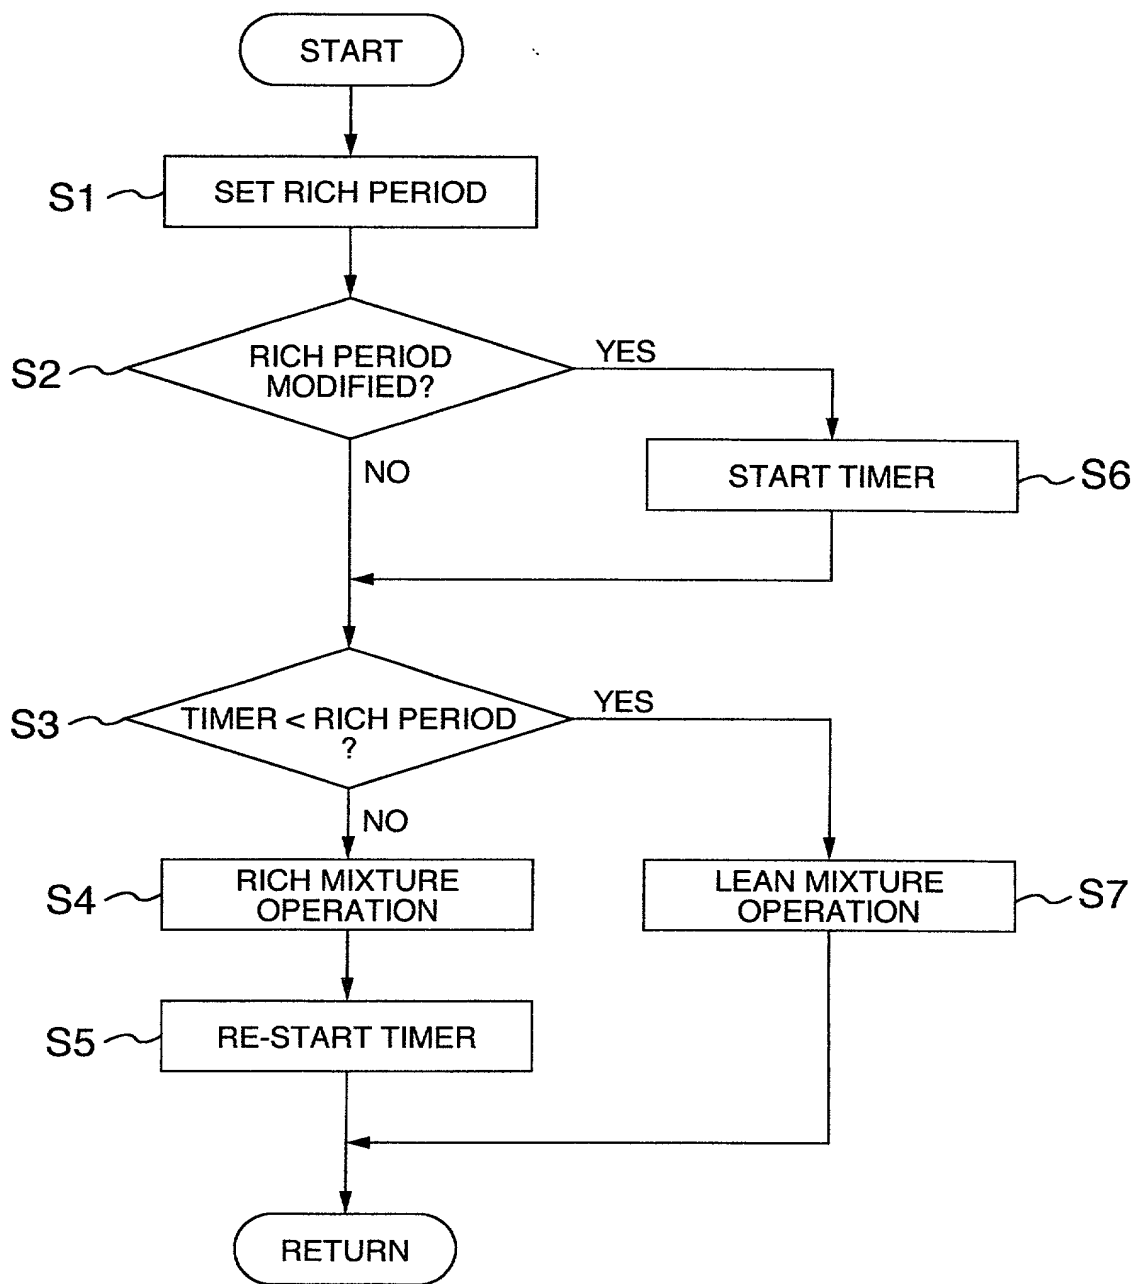 START
S1
SET RICH PERIOD
S2
RICH PERIOD
MODIFIED?
YES
NO
START TIMER
S6
S3
TIMER < RICH PERIOD
?
YES
NO
S4
RICH MIXTURE
OPERATION
LEAN MIXTURE
OPERATION
S7
S5
RE-START TIMER
RETURN